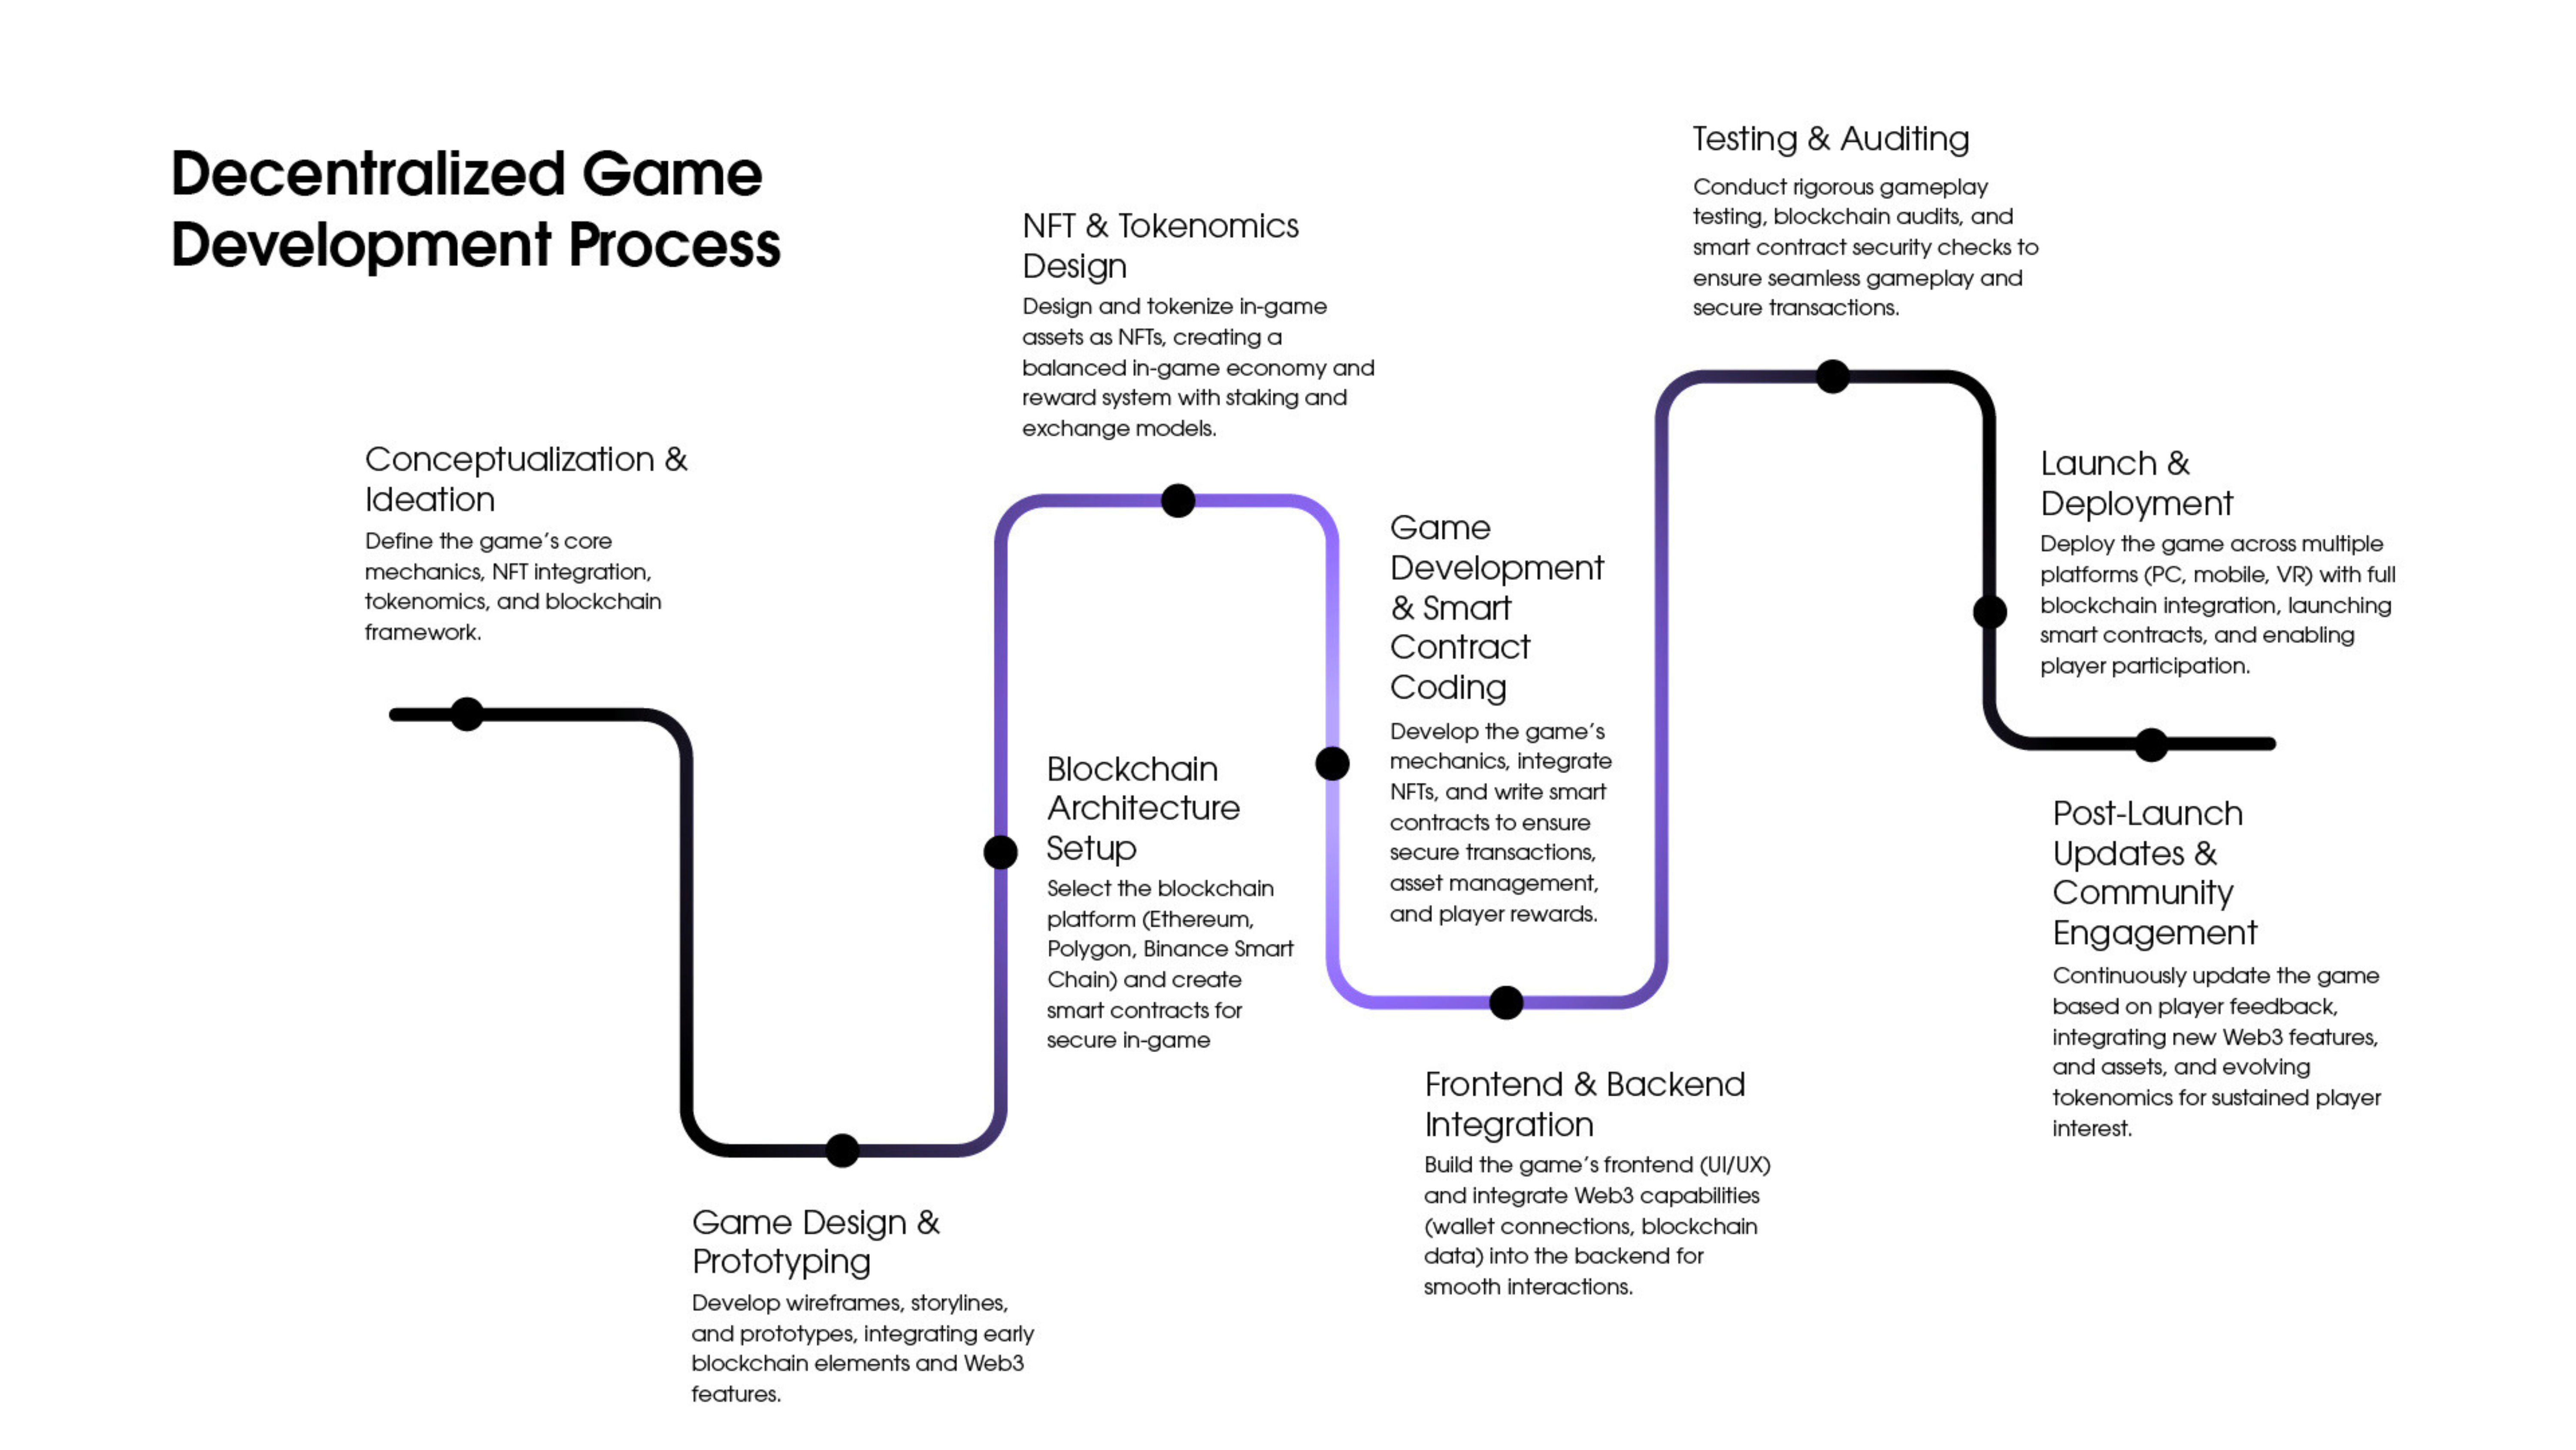 Decentralized Game
Development Process
Conceptualization &
Ideation
Define the game's core
mechanics, NFT integration,
tokenomics, and blockchain
framework.
Game Design &
Prototyping
Develop wireframes, storylines,
and prototypes, integrating early
blockchain elements and Web3
features.
Blockchain
Architecture
Setup
Select the blockchain
platform (Ethereum,
Polygon, Binance Smart
Chain) and create
smart contracts for
secure in-game
NFT & Tokenomics
Design
Design and tokenize in-game
assets as NFTs, creating a
balanced in-game economy and
reward system with staking and
exchange models.
Game
Development
& Smart
Contract
Coding
Develop the game's
mechanics, integrate
NFTs, and write smart
contracts to ensure
secure transactions,
asset management,
and player rewards.
Frontend & Backend
Integration
Build the game's frontend (UI/UX)
and integrate Web3 capabilities
(wallet connections, blockchain
data) into the backend for
smooth interactions.
Testing & Auditing
Conduct rigorous gameplay
testing, blockchain audits, and
smart contract security checks to
ensure seamless gameplay and
secure transactions.
Launch &
Deployment
Deploy the game across multiple
platforms (PC, mobile, VR) with full
blockchain integration, launching
smart contracts, and enabling
player participation.
Post-Launch
Updates &
Community
Engagement
Continuously update the game
based on player feedback,
integrating new Web3 features,
and assets, and evolving
tokenomics for sustained player
interest.